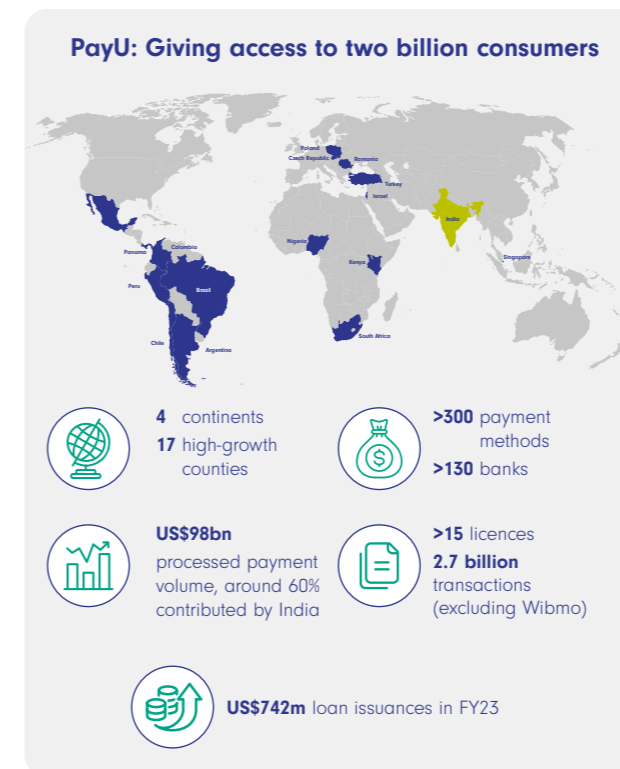 PayU: Giving access to two billion consumers
Poland
Czech Republic
Romania
Turkey
Israel
India
Nigeria
Kenya
Singapore
South Africa
Panama
Colombia
Peru
Brasil
Chile
Argentina
4 continents
17 high-growth
counties
>300 payment
methods
>130 banks
US$98bn
processed payment
volume, around 60%
contributed by India
>15 licences
2.7 billion
transactions
(excluding Wibmo)
$
US$742m loan issuances in FY23